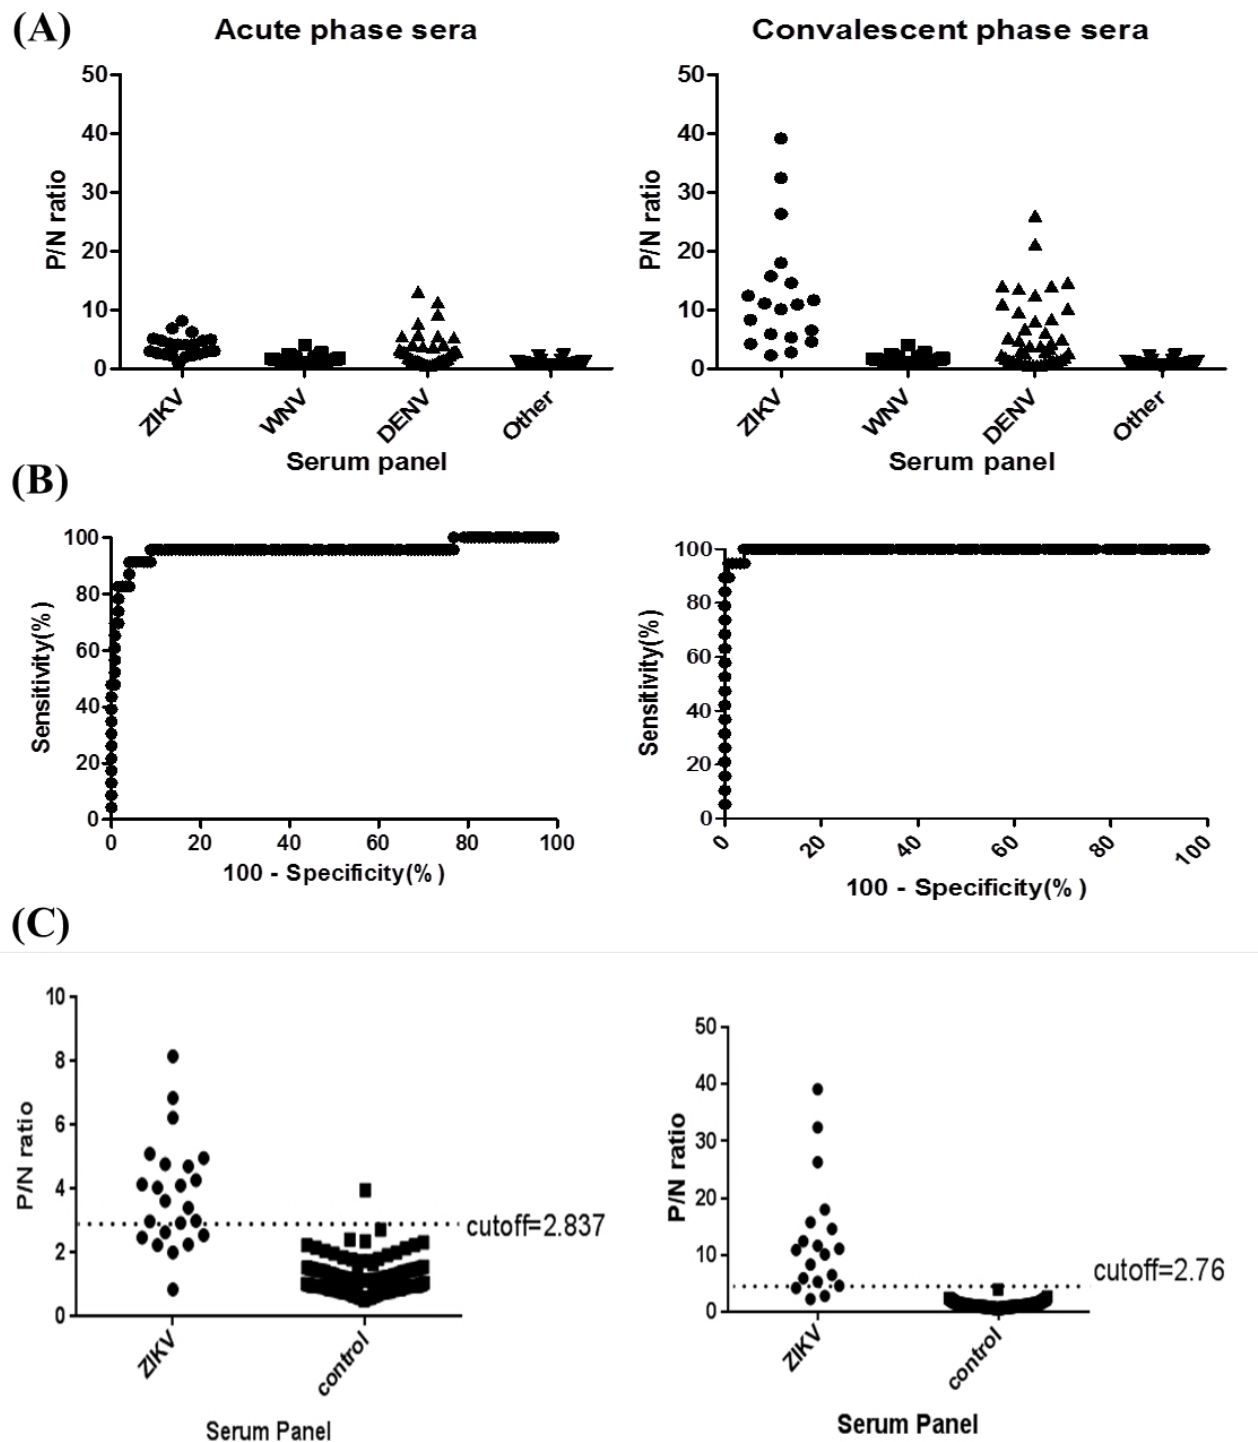 (A)
Acute phase sera
Convalescent phase sera
50
40
30
20
10
0
P/N ratio
ZIKV
WNV
DENV
Other
Serum panel
50
40
30
20
10
0
P/N ratio
ZIKV
WNV
DENV
Other
Serum panel
(B)
100
80
60
40
20
0
Sensitivity(%)
0 20 40 60 80 100
100 - Specificity(%)
100
80
60
40
20
0
Sensitivity(%)
0 20 40 60 80 100
100 - Specificity(%)
(C)
10
8
6
4
2
0
P/N ratio
cutoff=2.837
ZIKV
control
Serum Panel
50
40
30
20
10
0
P/N ratio
cutoff=2.76
ZIKV
control
Serum Panel